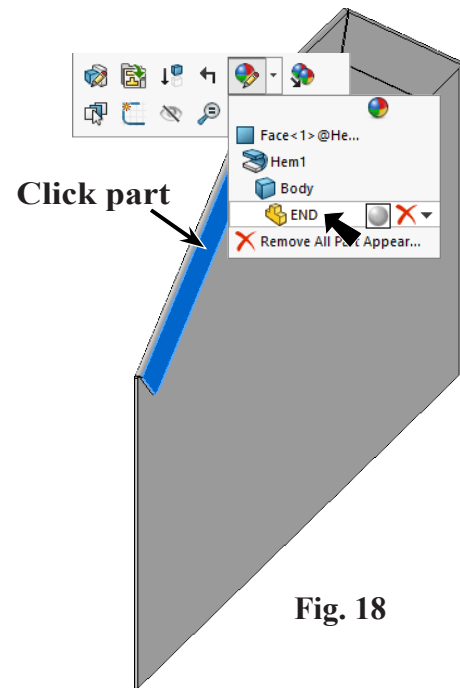 Face<1>@He...
Hem1
Body
Click part
END
Remove All Part Appear...
Fig. 18